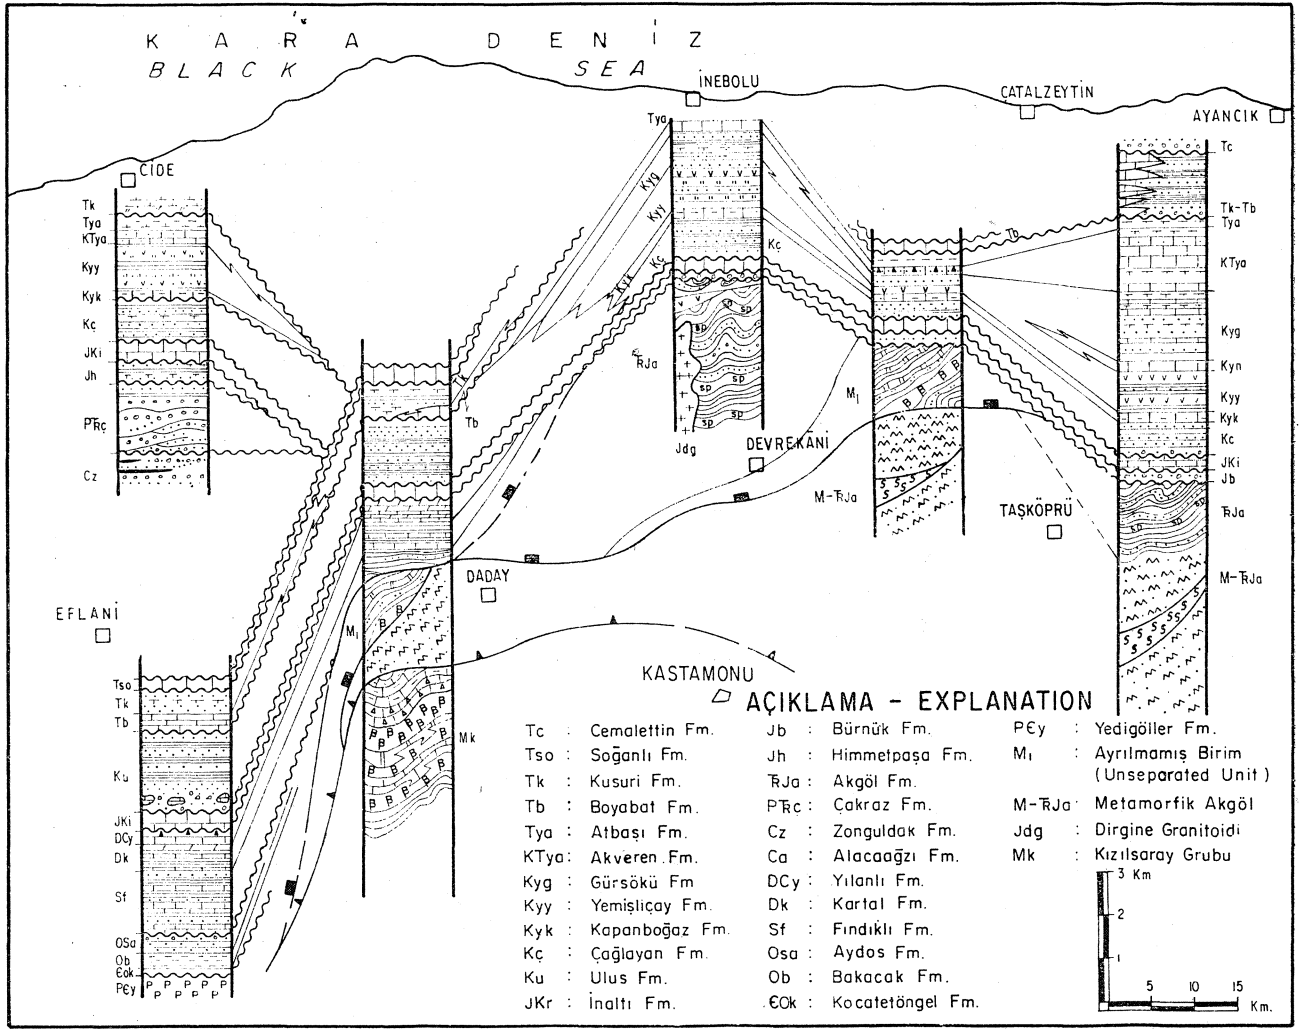 KARA DENİZ
BLACK SEA
İNEBOLU
ÇATALZEYTİN
AYANCIK
CİDE
Tk
Tya
KTya
Kyy
Kyk
Kç
JKi
Jh
PTRç
Cz
Tya
Kyg
Kyy
Kç
Kyk
Kç
TRJa
Jdg
sp
Tb
Tb
M₁
M-TRJa
DEVREKANİ
TAŞKÖPRÜ
Tc
Tk-Tb
Tya
KTya
Kyg
Kyn
Kyy
Kyk
Kc
JKi
Jb
TRJa
M-TRJa
EFLANİ
DADAY
M₁
Mk
KASTAMONU
Tso
Tk
Tb
Ku
JKi
DCy
Dk
Sf
OSa
Ob
Єok
PЄy
AÇIKLAMA - EXPLANATION
Tc : Cemalettin Fm.
Tso : Soğanlı Fm.
Tk : Kusuri Fm.
Tb : Boyabat Fm.
Tya : Atbaşı Fm.
KTya : Akveren Fm.
Kyg : Gürsökü Fm
Kyy : Yemişliçay Fm.
Kyk : Kapanboğaz Fm.
Kç : Çağlayan Fm.
Ku : Ulus Fm.
JKr : İnaltı Fm.
Jb : Bürnük Fm.
Jh : Himmetpaşa Fm.
TRJa : Akgöl Fm.
PTRc : Çakraz Fm.
Cz : Zonguldak Fm.
Ca : Alacaağzı Fm.
DCy : Yılanlı Fm.
Dk : Kartal Fm.
Sf : Fındıklı Fm.
Osa : Aydos Fm.
Ob : Bakacak Fm.
ЄOk : Kocatetöngel Fm.
PЄy : Yedigöller Fm.
M₁ : Ayrılmamış Birim
(Unseparated Unit)
M-TRJa : Metamorfik Akgöl
Jdg : Dirgine Granitoidi
Mk : Kızılsaray Grubu
3 Km
2
1
5 10 15
Km.